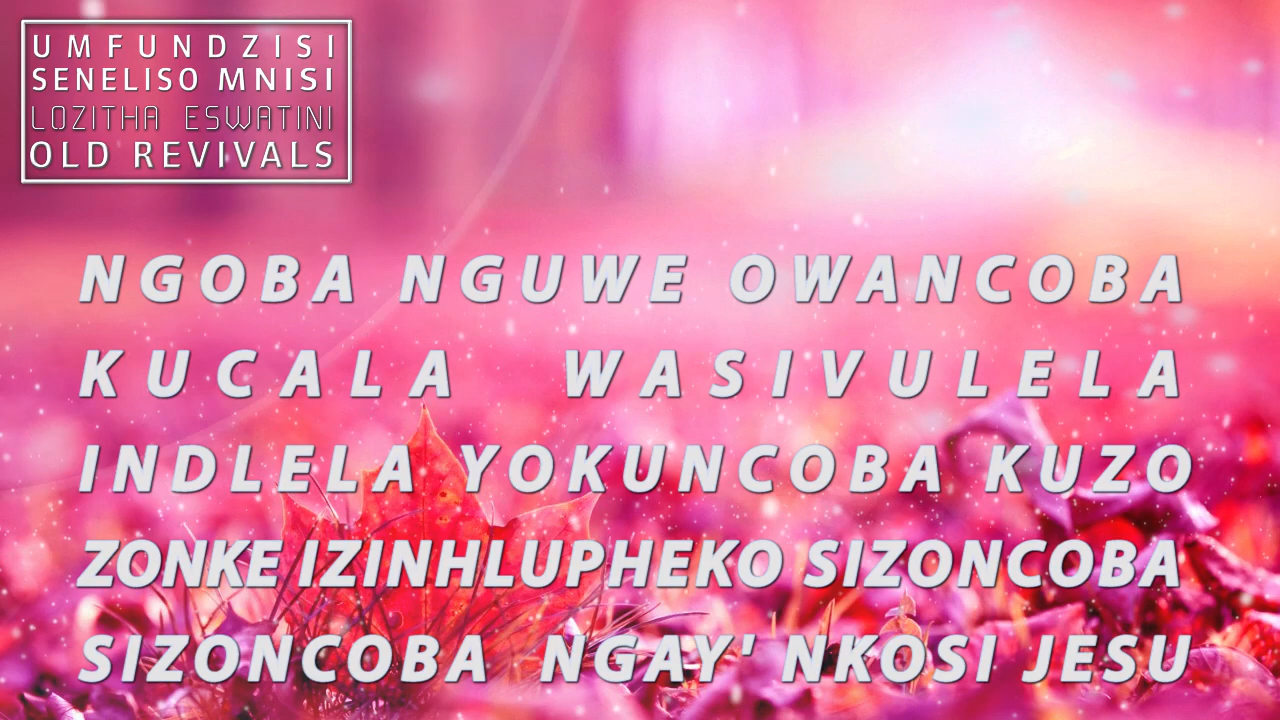 UMFUNDZISI
SENELISO MNISI
LOZITHA ESWATINI
OLD REVIVALS
NGOBA NGUWE OWANCOBA
KUCALA WASIVULELA
INDLELA YOKUNCOBA KUZO
ZONKE IZINHLUPHEKO SIZONCOBA
SIZONCOBA NGAY' NKOSI JESU